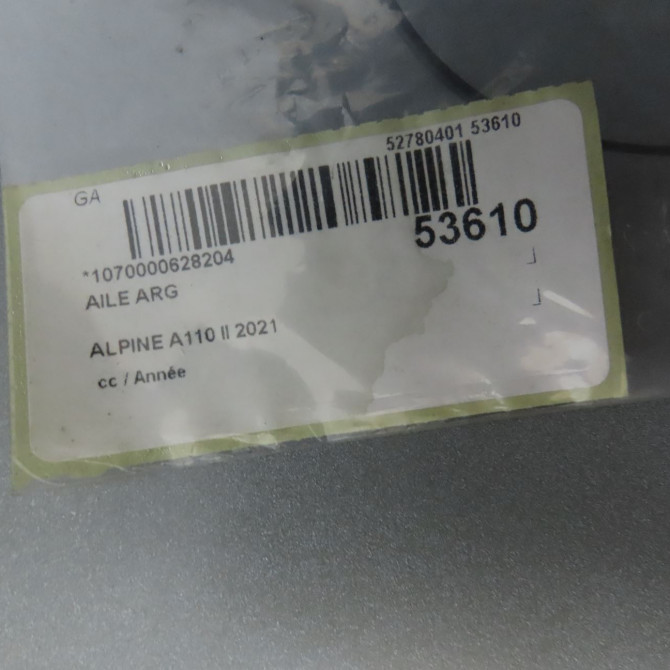 52780401 53610
GA
53610
*1070000628204
AILE ARG
ALPINE A110 II 2021
cc / Année